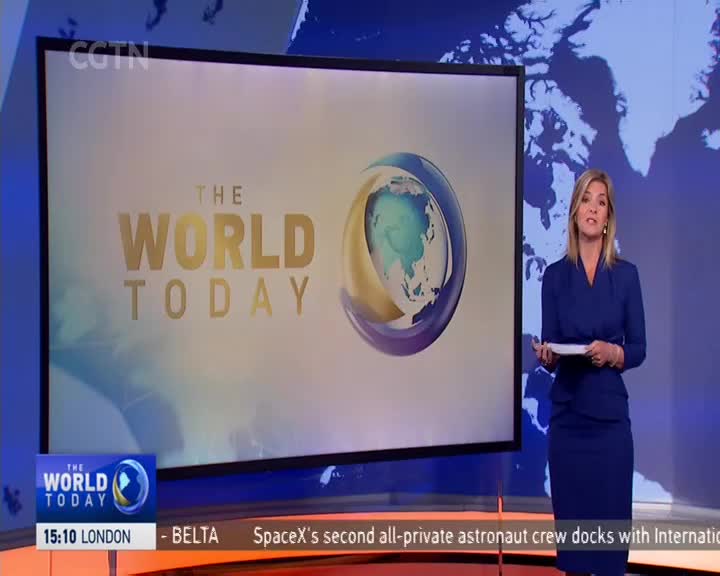 CGTN
THE
WORLD
TODAY
THE
WORLD
TODAY
15:10 LONDON
- BELTA SpaceX's second all-private astronaut crew docks with Internatio